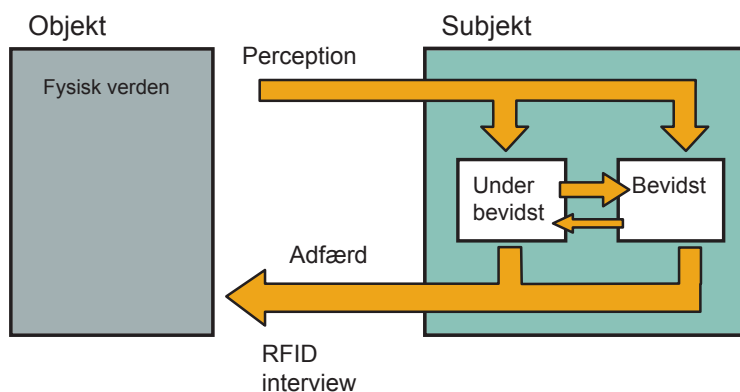 Objekt
Subjekt
Perception
Fysisk verden
Under
bevidst
Bevidst
Adfærd
RFID
interview